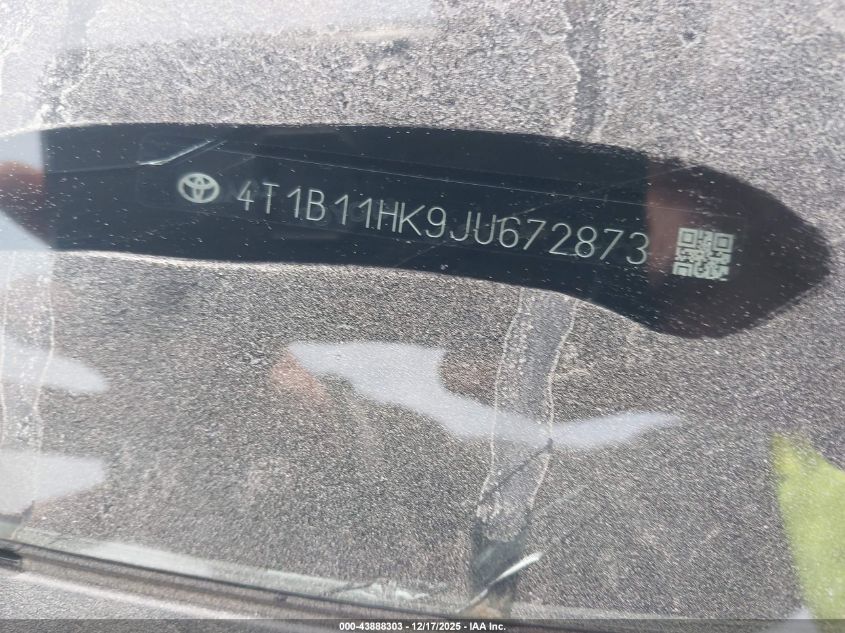 4T1B11HK9JU672873
000-43888303 | 12/17/2025 - IAA Inc.